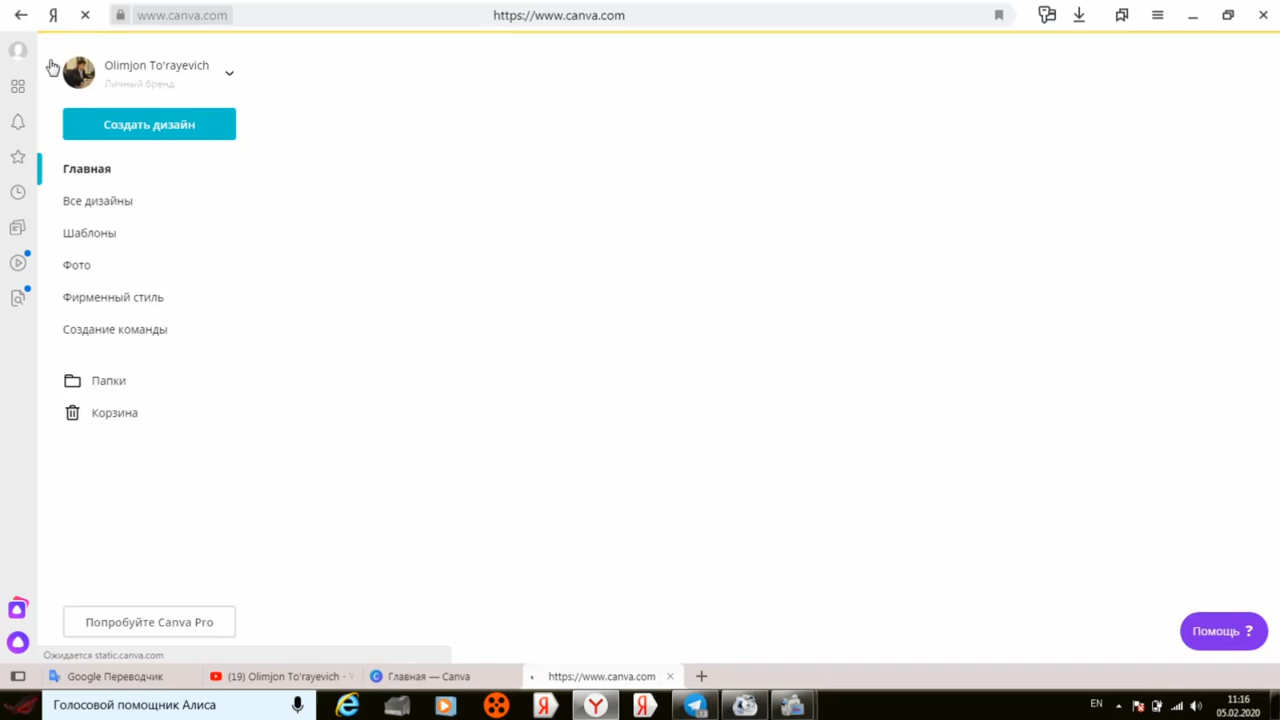 www.canva.com
https://www.canva.com
Olimjon To'rayevich
Личный бренд
Создать дизайн
Главная
Все дизайны
Шаблоны
Фото
Фирменный стиль
Создание команды
Папки
Корзина
Попробуйте Canva Pro
Помощь ?
Ожидается static.canva.com
Google Переводчик
(19) Olimjon To'rayevich -
Главная — Canva
https://www.canva.com
Голосовой помощник Алиса
EN
11:16
05.02.2020